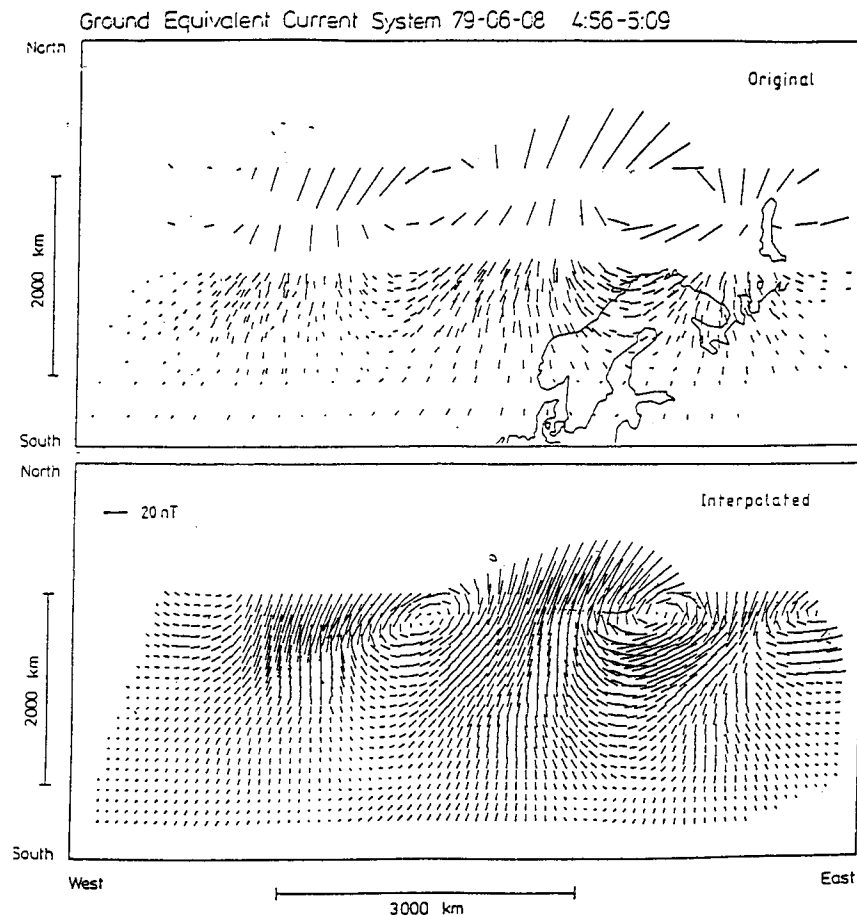 Ground Equivalent Current System 79-06-08 4:56-5:09
North
Original
2000 km
South
North
20 nT
Interpolated
2000 km
South
West
East
3000 km